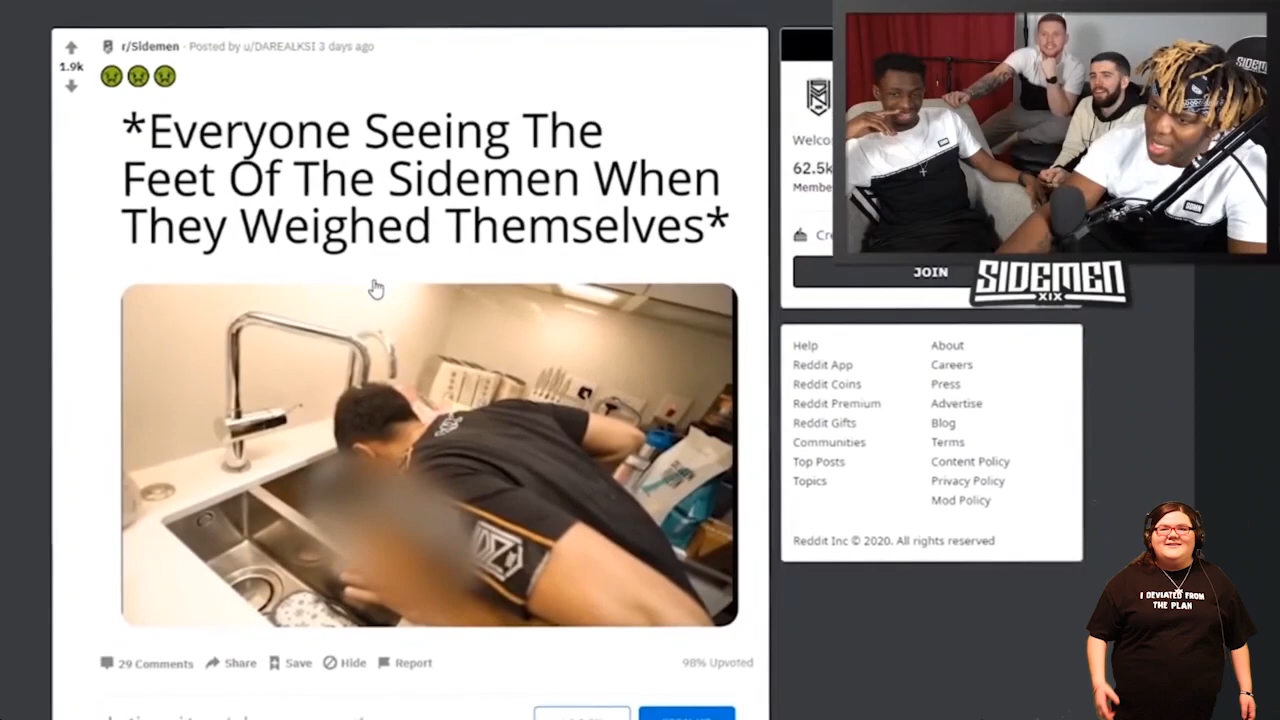 r/Sidemen · Posted by u/DAREALKSI 3 days ago
1.9k
*Everyone Seeing The
Feet Of The Sidemen When
They Weighed Themselves*
29 Comments Share Save Hide Report
98% Upvoted
62.5k
JOIN
SIDEMEN
XIX
Help
Reddit App
Reddit Coins
Reddit Premium
Reddit Gifts
Communities
Top Posts
Topics
About
Careers
Press
Advertise
Blog
Terms
Content Policy
Privacy Policy
Mod Policy
Reddit Inc © 2020. All rights reserved
I DEVIATED FROM
THE PLAN